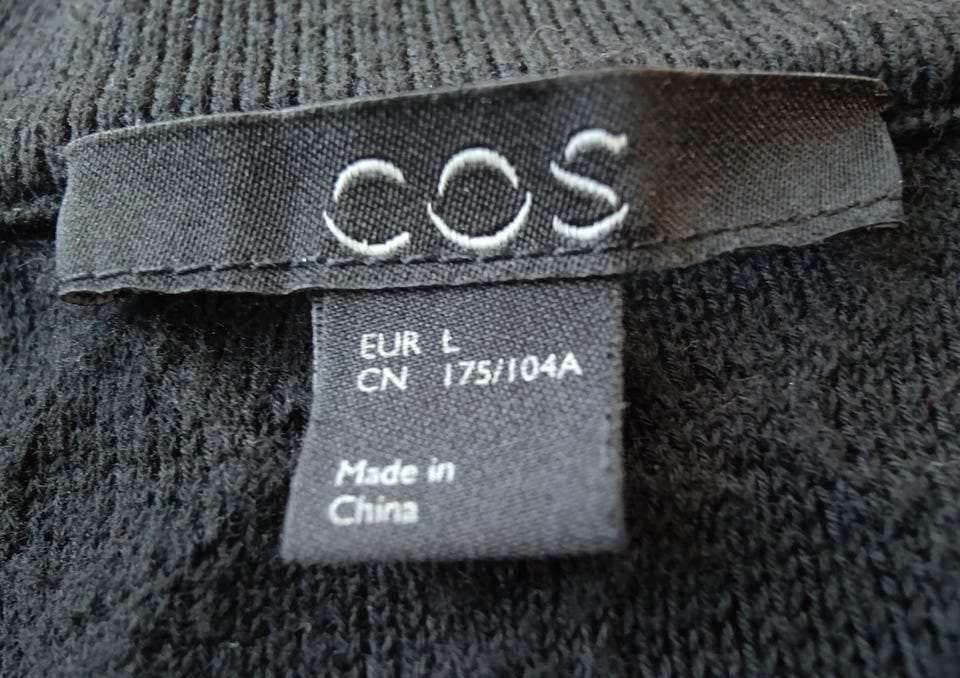 COS
EUR L
CN 175/104A
Made in
China